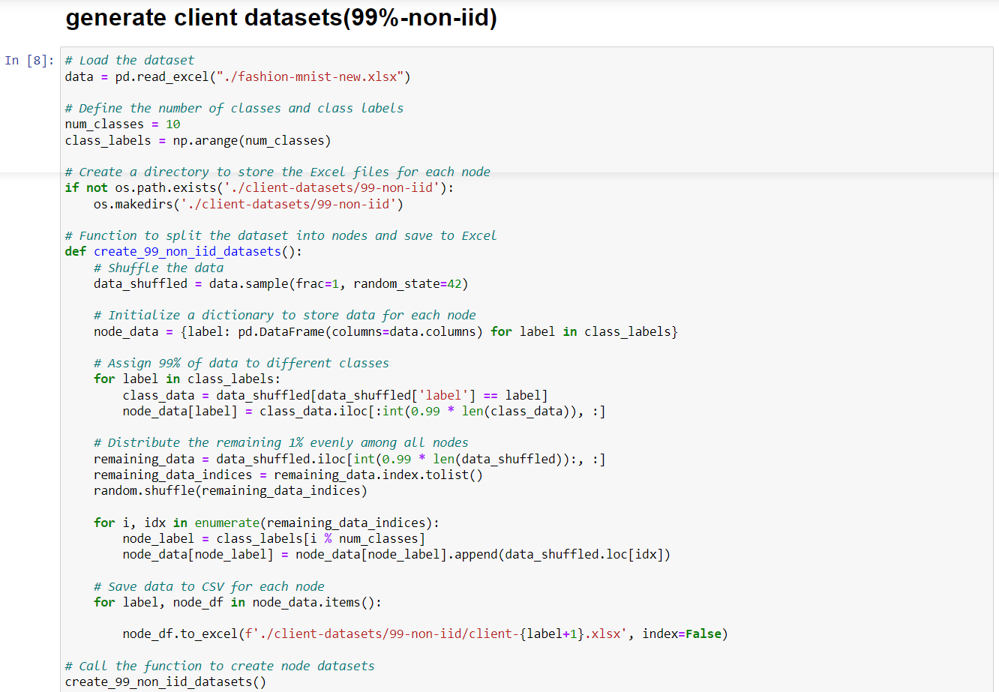 generate client datasets(99%-non-iid)
In [8]:
# Load the dataset
data = pd.read_excel("./fashion-mnist-new.xlsx")
# Define the number of classes and class labels
num_classes = 10
class_labels = np.arange(num_classes)
# Create a directory to store the Excel files for each node
if not os.path.exists('./client-datasets/99-non-iid'):
    os.makedirs('./client-datasets/99-non-iid')
# Function to split the dataset into nodes and save to Excel
def create_99_non_iid_datasets():
    # Shuffle the data
    data_shuffled = data.sample(frac=1, random_state=42)
    # Initialize a dictionary to store data for each node
    node_data = {label: pd.DataFrame(columns=data.columns) for label in class_labels}
    # Assign 99% of data to different classes
    for label in class_labels:
        class_data = data_shuffled[data_shuffled['label'] == label]
        node_data[label] = class_data.iloc[:int(0.99 * len(class_data)), :]
    # Distribute the remaining 1% evenly among all nodes
    remaining_data = data_shuffled.iloc[int(0.99 * len(data_shuffled)):, :]
    remaining_data_indices = remaining_data.index.tolist()
    random.shuffle(remaining_data_indices)
    for i, idx in enumerate(remaining_data_indices):
        node_label = class_labels[i % num_classes]
        node_data[node_label] = node_data[node_label].append(data_shuffled.loc[idx])
    # Save data to CSV for each node
    for label, node_df in node_data.items():
        node_df.to_excel(f'./client-datasets/99-non-iid/client-{label+1}.xlsx', index=False)
# Call the function to create node datasets
create_99_non_iid_datasets()